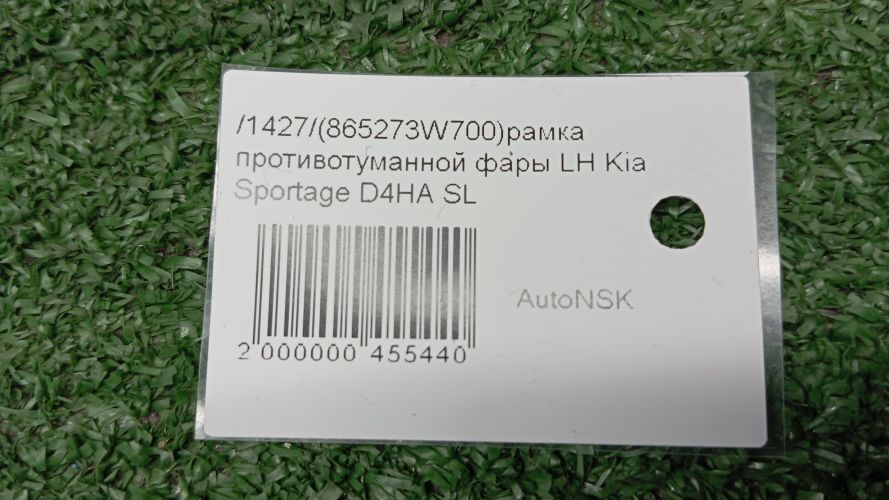 /1427/(865273W700)рамка
противотуманной фары LH Kia
Sportage D4HA SL
AutoNSK
2 000000 455440